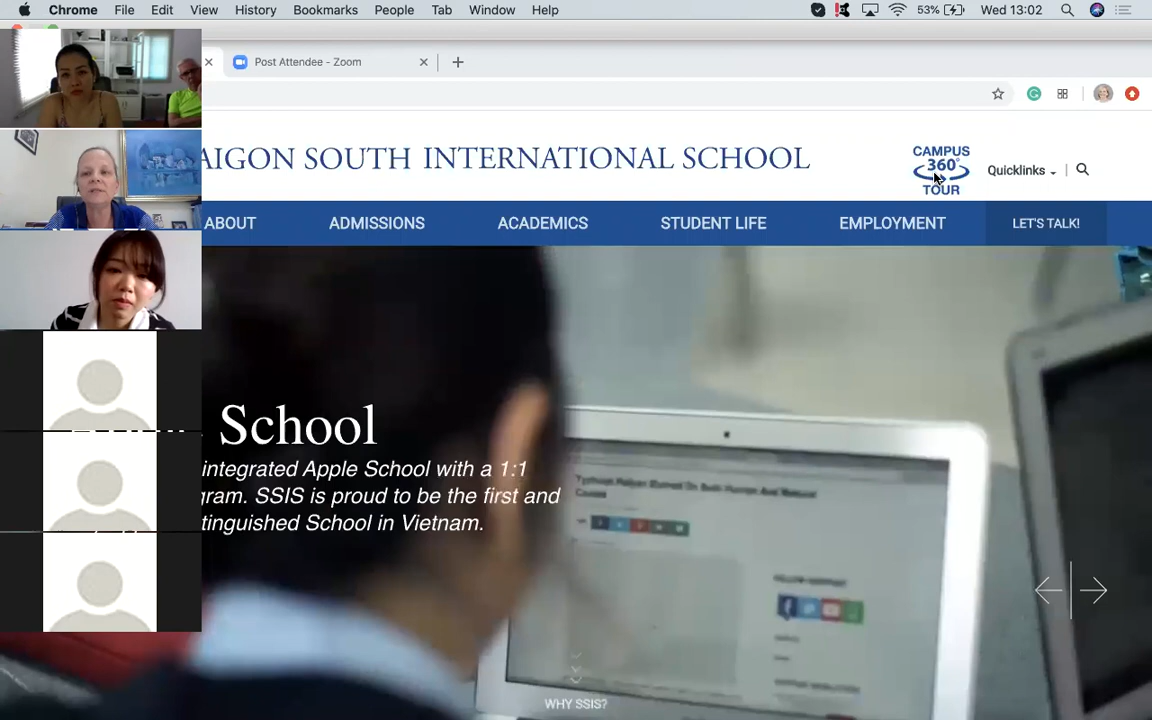 Chrome File Edit View History Bookmarks People Tab Window Help 53% Wed 13:02
Post Attendee - Zoom
AIGON SOUTH INTERNATIONAL SCHOOL
CAMPUS
360°
TOUR
Quicklinks
ABOUT ADMISSIONS ACADEMICS STUDENT LIFE EMPLOYMENT LET'S TALK!
School
integrated Apple School with a 1:1
gram. SSIS is proud to be the first and
tinguished School in Vietnam.
WHY SSIS?